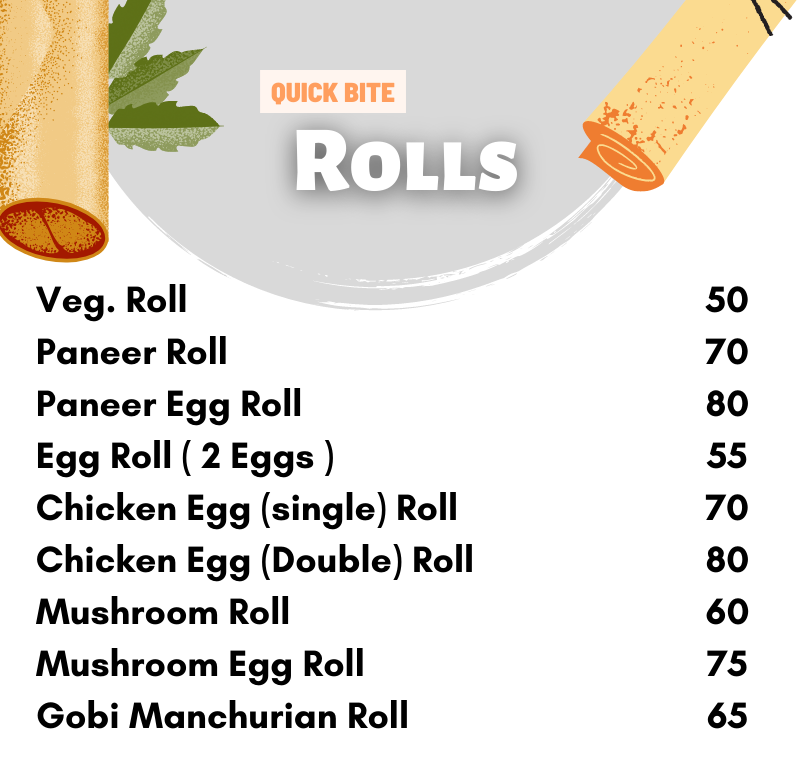 QUICK BITE
ROLLS
Veg. Roll 50
Paneer Roll 70
Paneer Egg Roll 80
Egg Roll ( 2 Eggs ) 55
Chicken Egg (single) Roll 70
Chicken Egg (Double) Roll 80
Mushroom Roll 60
Mushroom Egg Roll 75
Gobi Manchurian Roll 65